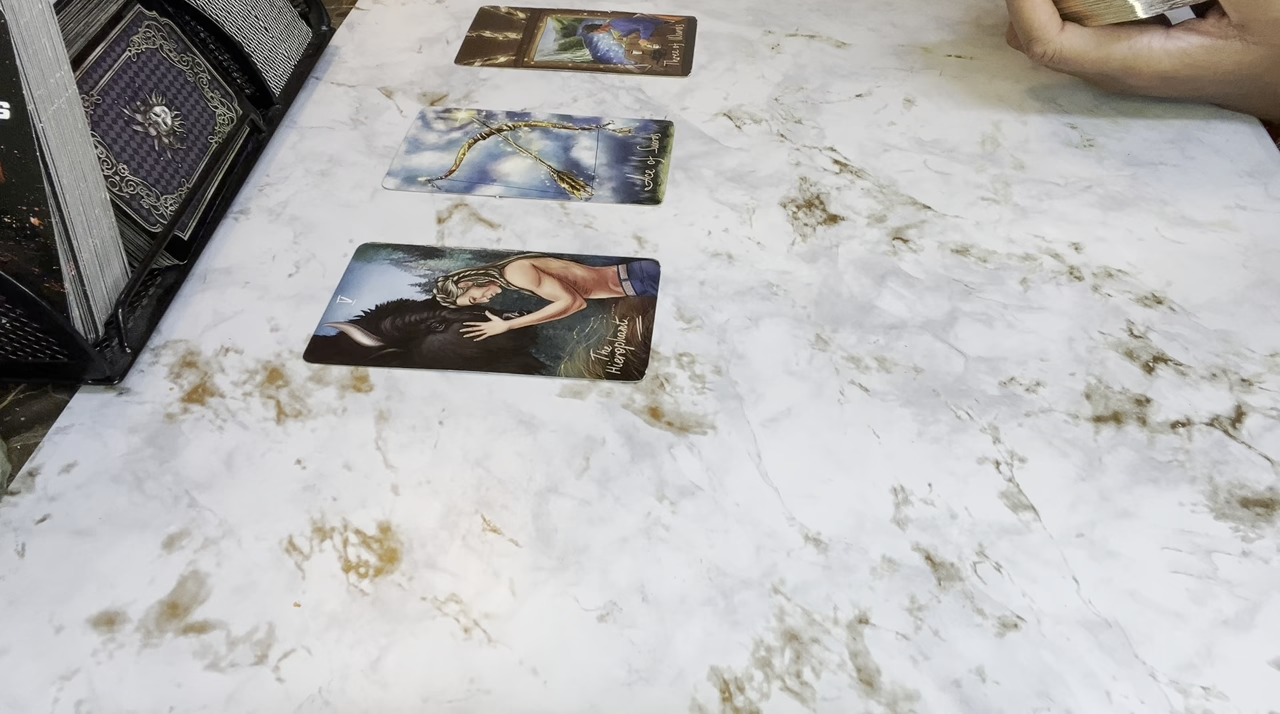 Three of Wands
Ace of Swords
V
The
Hierophant
S